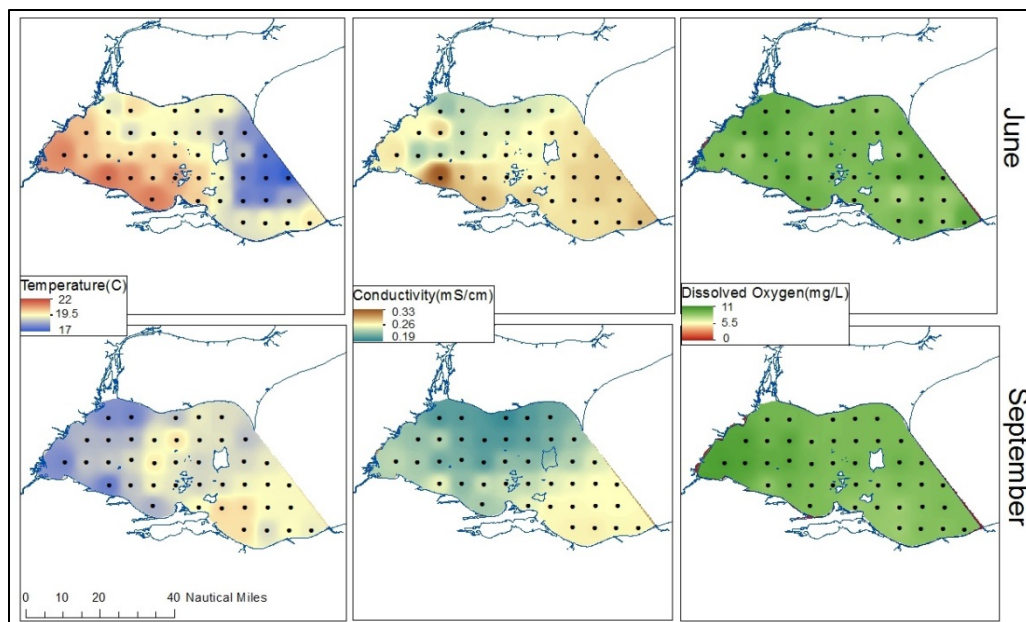 June
Temperature(C)
22
19.5
17
Conductivity(mS/cm)
0.33
0.26
0.19
Dissolved Oxygen(mg/L)
11
5.5
0
September
0 10 20 40 Nautical Miles